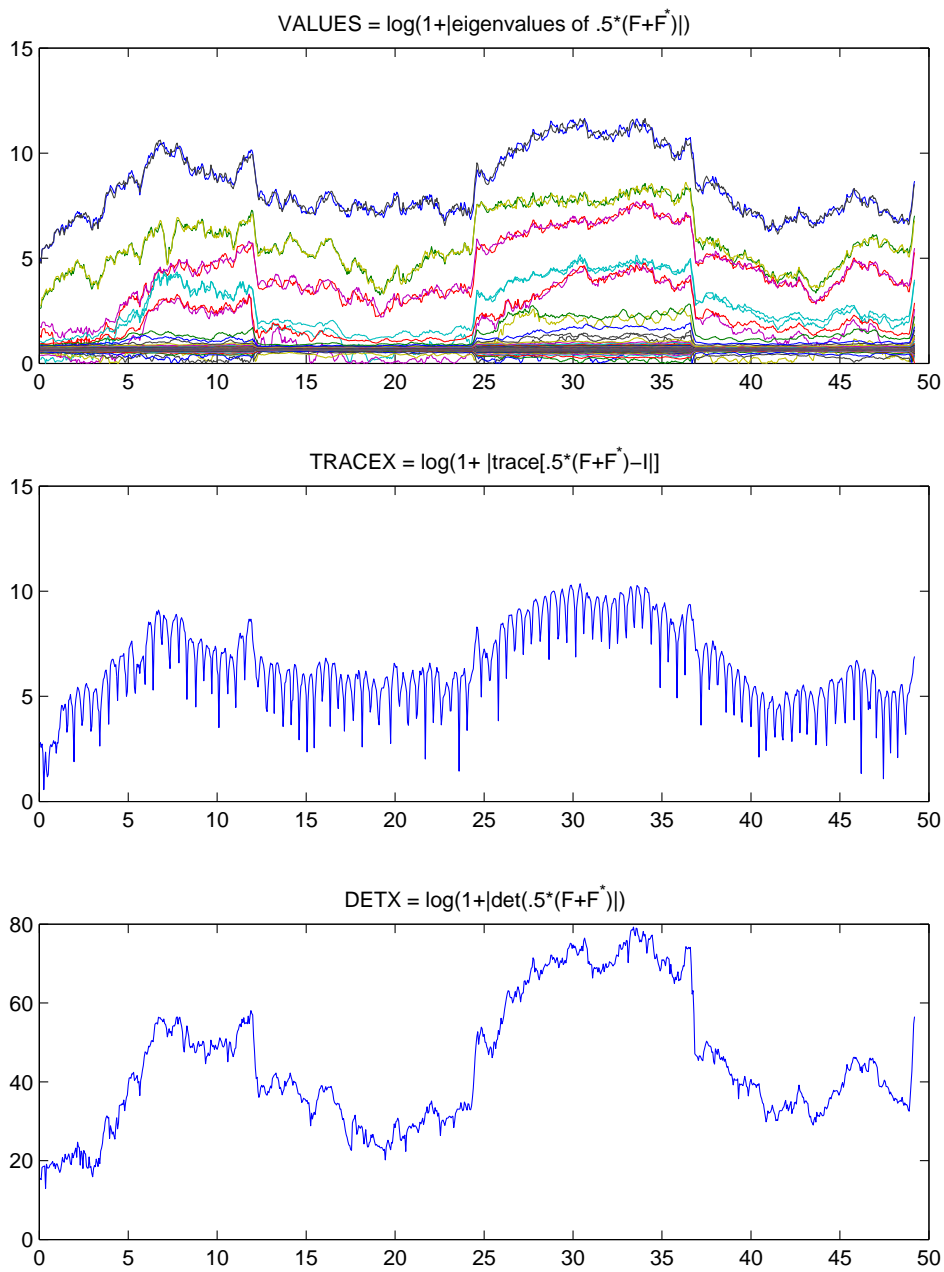 VALUES = log(1+|eigenvalues of .5*(F+F*)|)
15
10
5
0
0 5 10 15 20 25 30 35 40 45 50
TRACEX = log(1+ |trace[.5*(F+F*)−I|]
15
10
5
0
0 5 10 15 20 25 30 35 40 45 50
DETX = log(1+|det(.5*(F+F*)|)
80
60
40
20
0
0 5 10 15 20 25 30 35 40 45 50